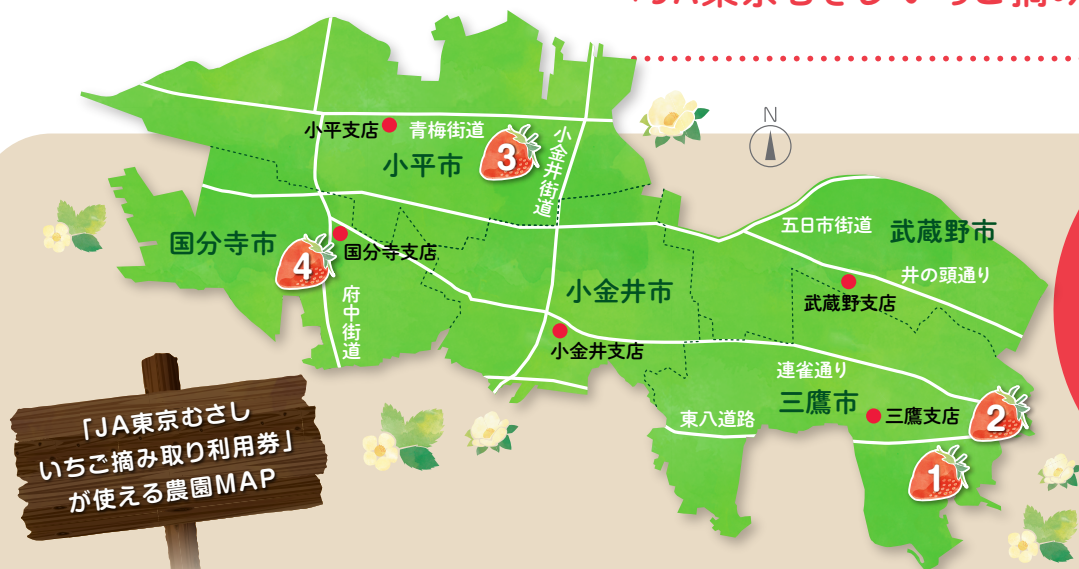 JA東京むさし いちご摘み
N
小平支店
青梅街道
小平市
3
小金井街道
国分寺市
4
国分寺支店
府中街道
五日市街道
武蔵野市
井の頭通り
武蔵野支店
小金井市
小金井支店
連雀通り
三鷹市
三鷹支店
2
東八道路
1
「JA東京むさし
いちご摘み取り利用券」
が使える農園MAP